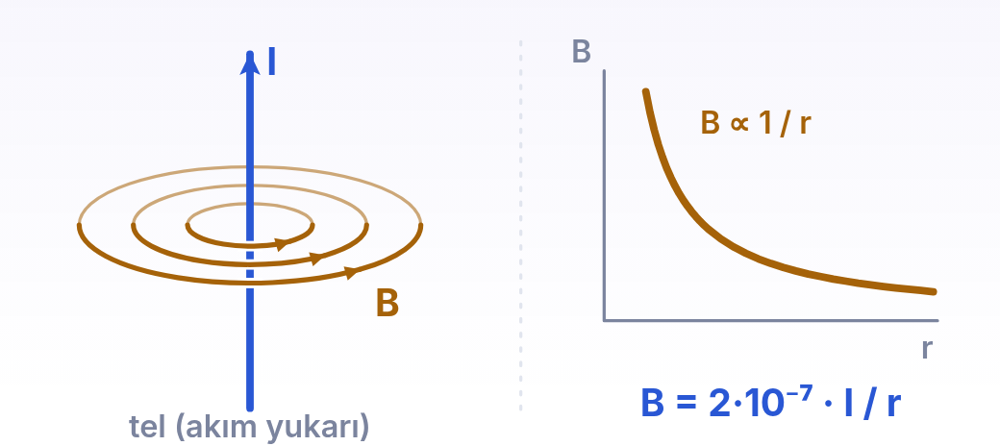 I
B
tel (akım yukarı)
B
B ∝ 1 / r
r
B = 2·10⁻⁷ · I / r